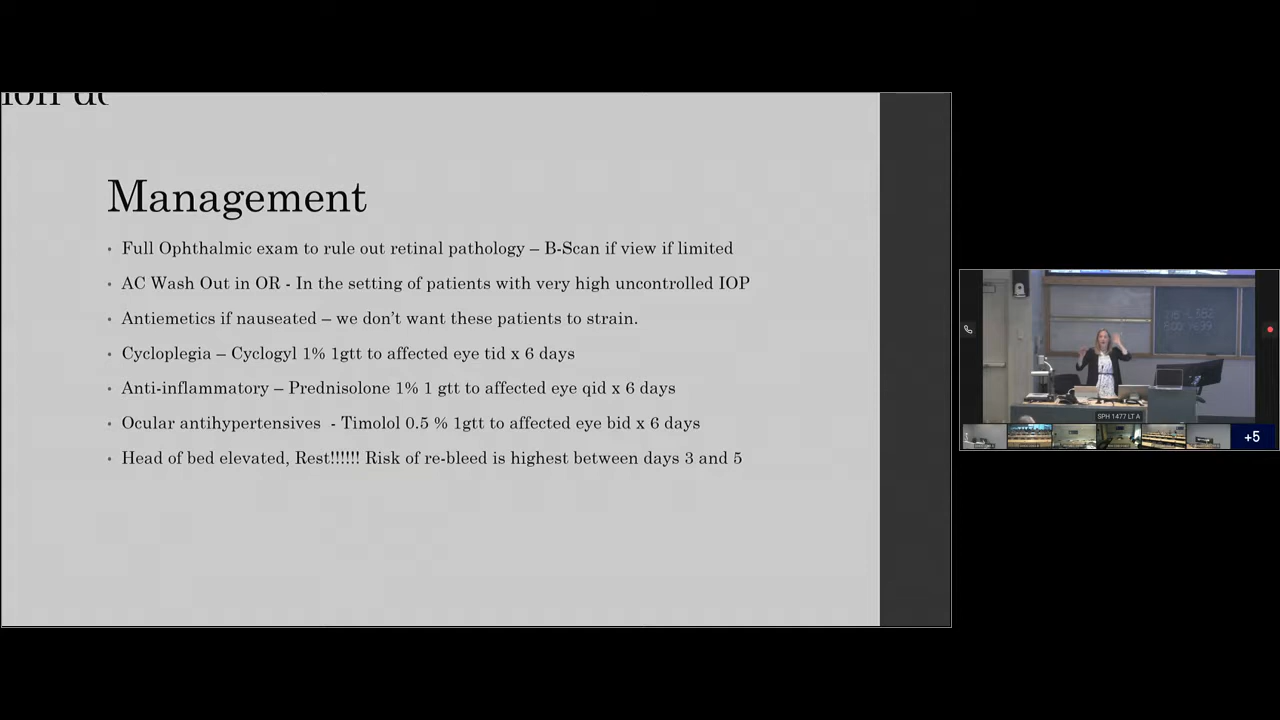 Management
Full Ophthalmic exam to rule out retinal pathology – B-Scan if view if limited
AC Wash Out in OR - In the setting of patients with very high uncontrolled IOP
Antiemetics if nauseated – we don't want these patients to strain.
Cycloplegia – Cyclogyl 1% 1gtt to affected eye tid x 6 days
Anti-inflammatory – Prednisolone 1% 1 gtt to affected eye qid x 6 days
Ocular antihypertensives - Timolol 0.5 % 1gtt to affected eye bid x 6 days
Head of bed elevated, Rest!!!!!! Risk of re-bleed is highest between days 3 and 5
SPH 1477 LT A
+5